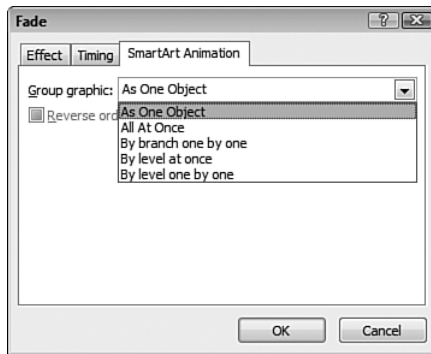 Fade
Effect Timing SmartArt Animation
Group graphic: As One Object
As One Object
Reverse ord
All At Once
By branch one by one
By level at once
By level one by one
OK Cancel